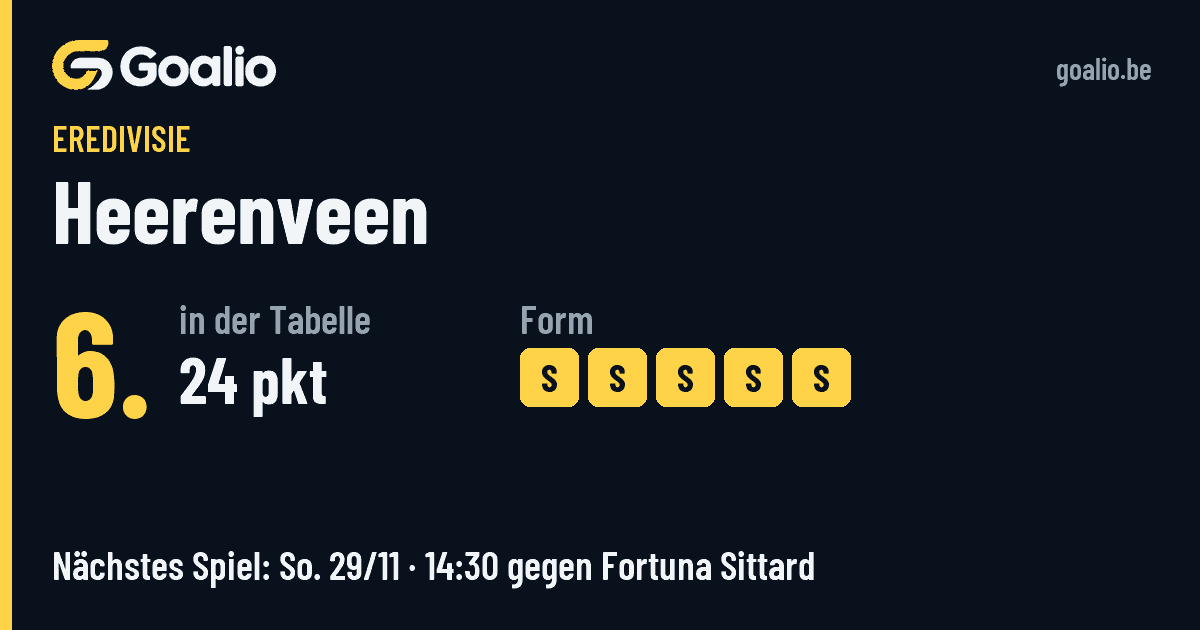 Goalio
goalio.be
EREDIVISIE
Heerenveen
6.
in der Tabelle
24 pkt
Form
S S S S S
Nächstes Spiel: So. 29/11 · 14:30 gegen Fortuna Sittard